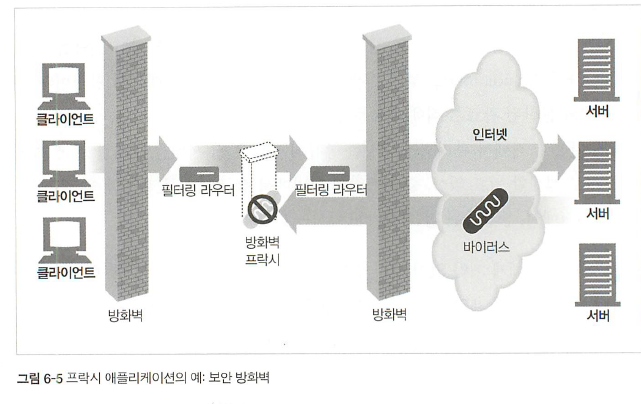 클라이언트
클라이언트
클라이언트
방화벽
필터링 라우터
방화벽
프락시
필터링 라우터
방화벽
인터넷
바이러스
서버
서버
서버
그림 6-5 프락시 애플리케이션의 예: 보안 방화벽